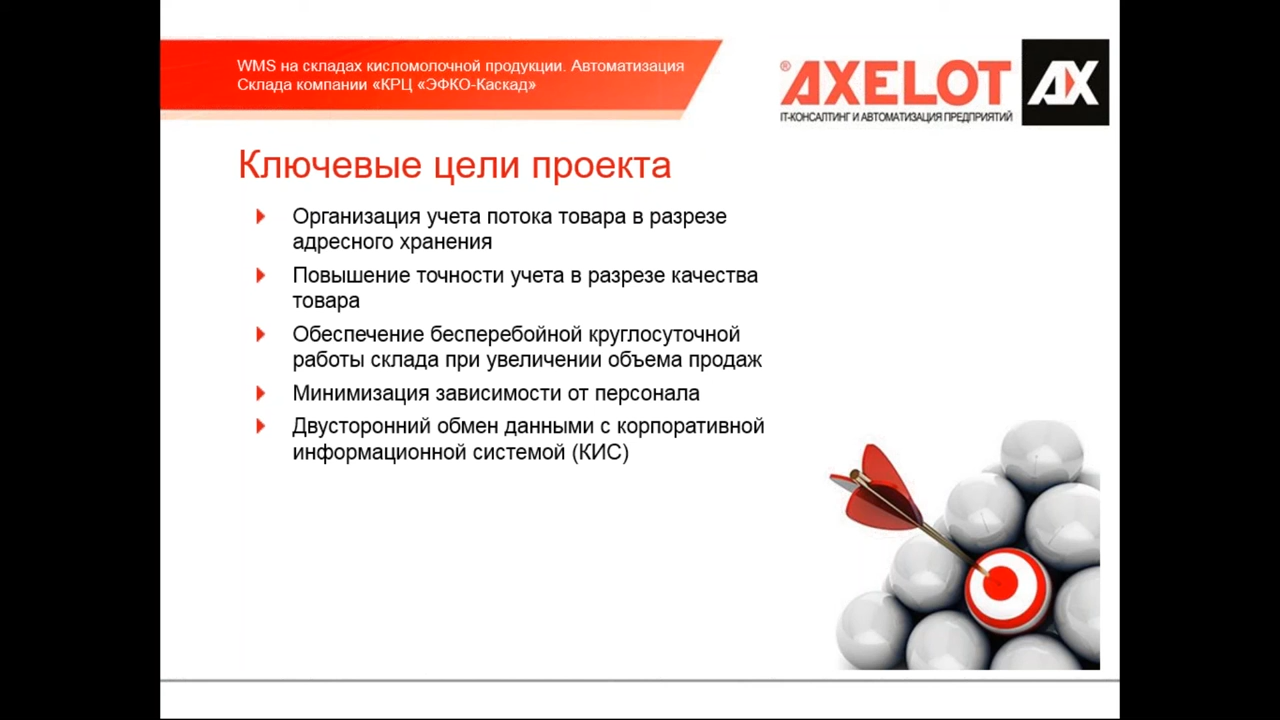 WMS на складах кисломолочной продукции. Автоматизация
Склада компании «КРЦ «ЭФКО-Каскад»
®AXELOT AX
IT-КОНСАЛТИНГ И АВТОМАТИЗАЦИЯ ПРЕДПРИЯТИЙ
Ключевые цели проекта
Организация учета потока товара в разрезе
адресного хранения
Повышение точности учета в разрезе качества
товара
Обеспечение бесперебойной круглосуточной
работы склада при увеличении объема продаж
Минимизация зависимости от персонала
Двусторонний обмен данными с корпоративной
информационной системой (КИС)